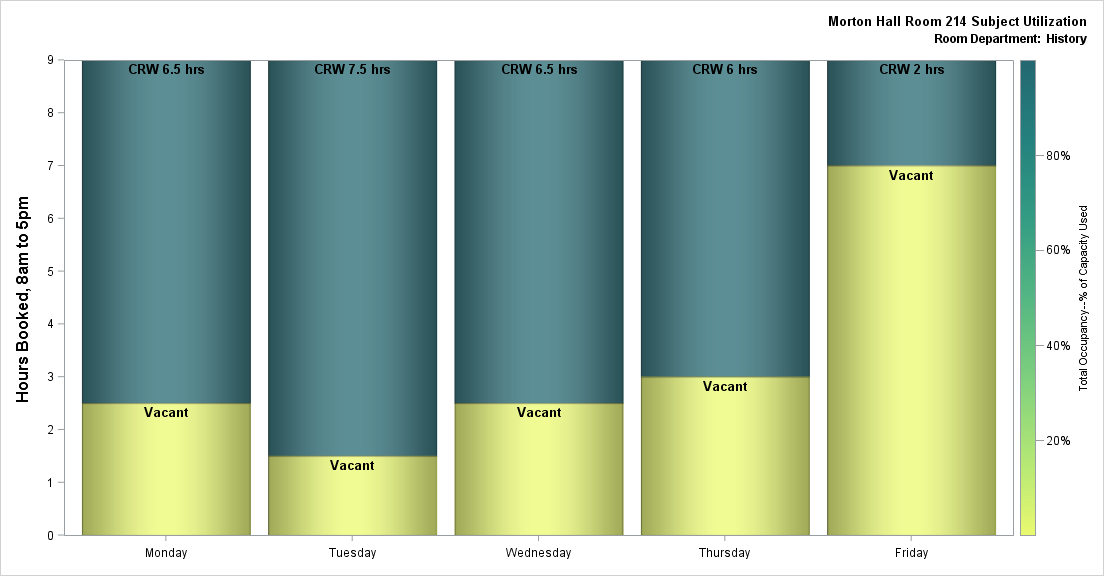 Morton Hall Room 214 Subject Utilization
Room Department: History
Hours Booked, 8am to 5pm
9
8
7
6
5
4
3
2
1
0
CRW 6.5 hrs
CRW 7.5 hrs
CRW 6.5 hrs
CRW 6 hrs
CRW 2 hrs
Vacant
Vacant
Vacant
Vacant
Vacant
Monday
Tuesday
Wednesday
Thursday
Friday
80%
60%
40%
20%
Total Occupancy--% of Capacity Used